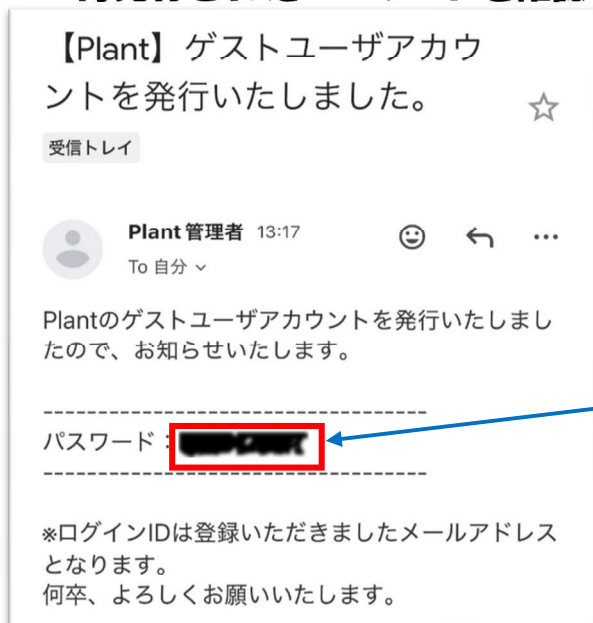 【Plant】ゲストユーザアカウ
ントを発行いたしました。
受信トレイ
Plant 管理者 13:17
To 自分
Plantのゲストユーザアカウントを発行いたしまし
たので、お知らせいたします。
-----------------------------------
パスワード：
-----------------------------------
※ログインIDは登録いただきましたメールアドレス
となります。
何卒、よろしくお願いいたします。